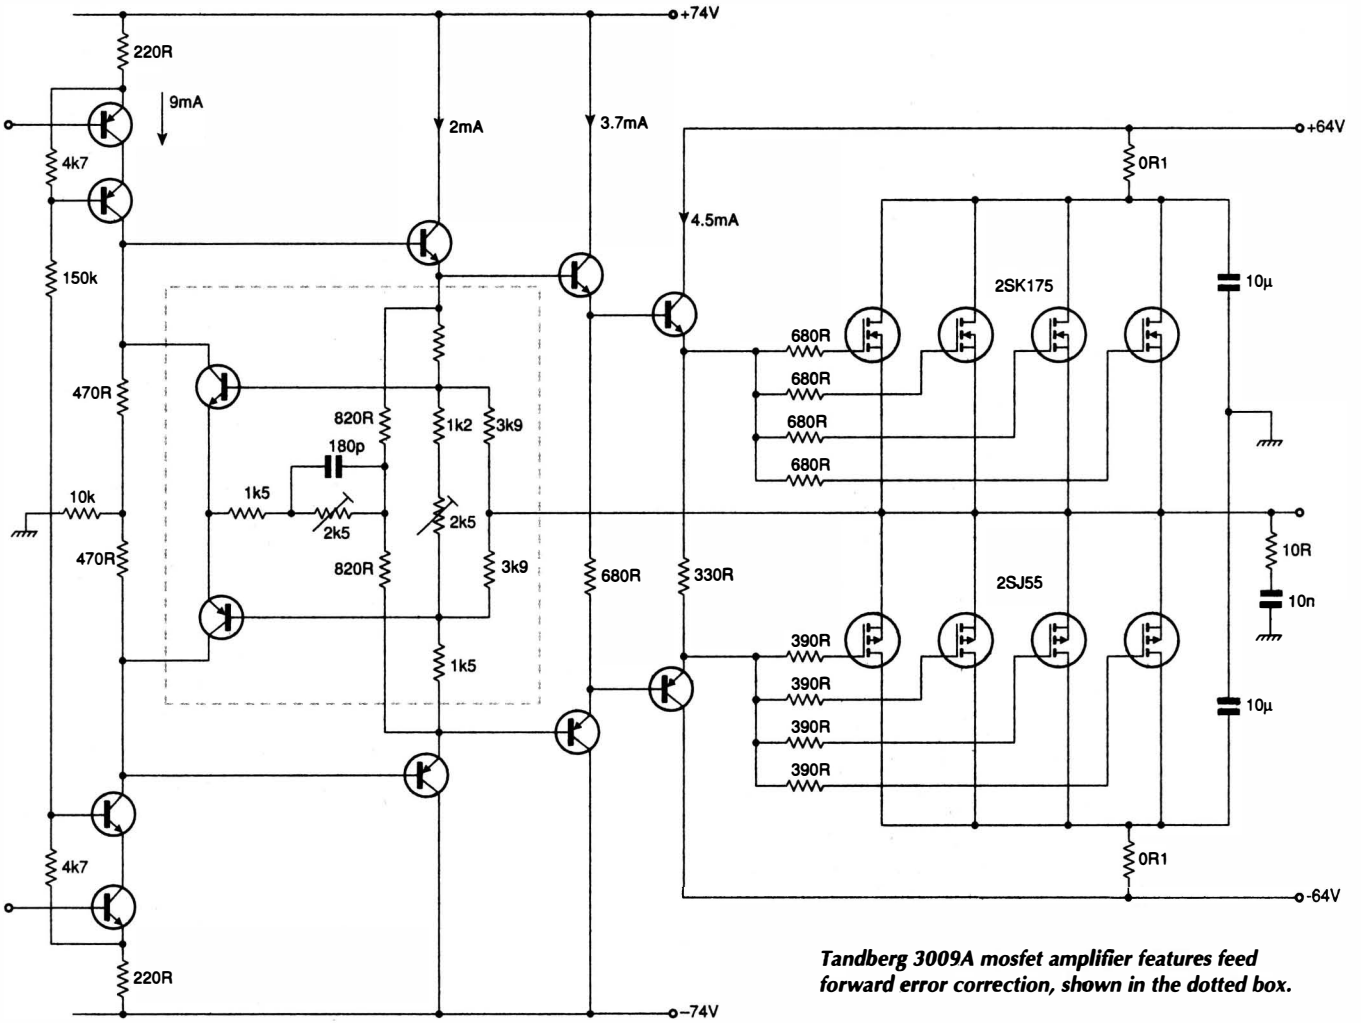 +74V
220R
9mA
2mA
3.7mA
+64V
4k7
0R1
4.5mA
150k
2SK175
10µ
680R
680R
680R
680R
470R
820R
1k2
3k9
180p
10k
1k5
2k5
2k5
470R
820R
3k9
680R
330R
10R
2SJ55
10n
390R
390R
390R
390R
1k5
10µ
4k7
0R1
-64V
220R
-74V
Tandberg 3009A mosfet amplifier features feed
forward error correction, shown in the dotted box.